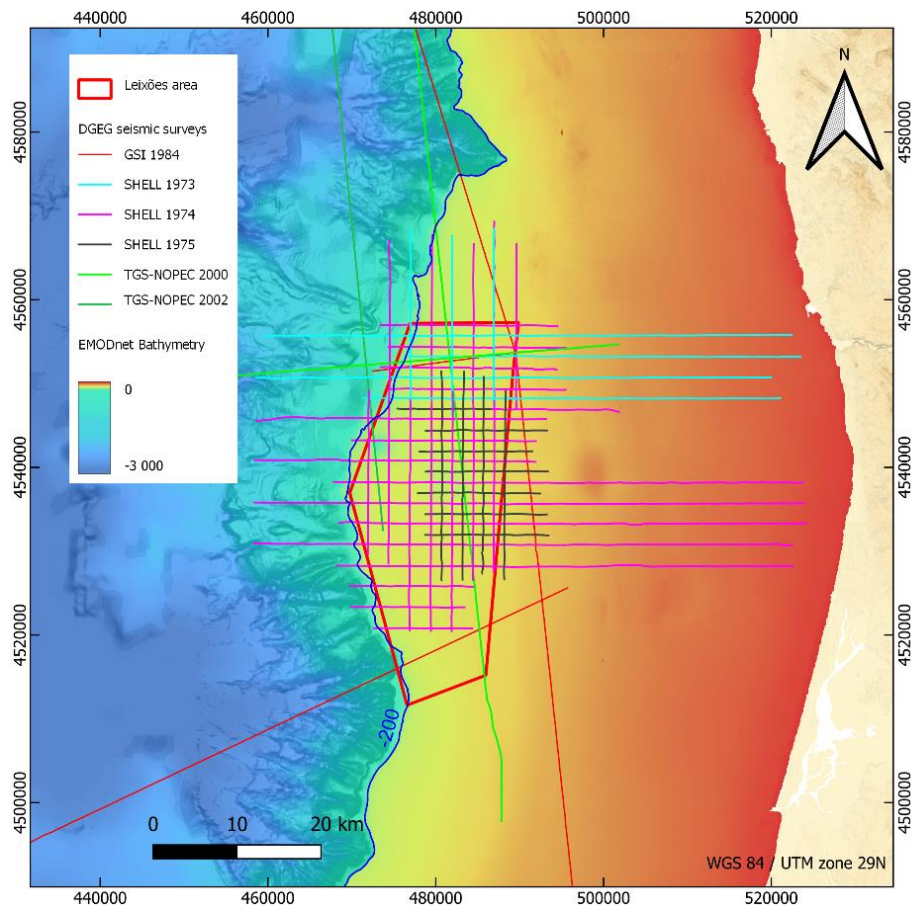 440000 460000 480000 500000 520000
4580000
4560000
4540000
4520000
4500000
Leixões area
DGEG seismic surveys
GSI 1984
SHELL 1973
SHELL 1974
SHELL 1975
TGS-NOPEC 2000
TGS-NOPEC 2002
EMODnet Bathymetry
0
-3 000
N
4580000
4560000
4540000
4520000
4500000
-200
0 10 20 km
WGS 84 / UTM zone 29N
440000 460000 480000 500000 520000